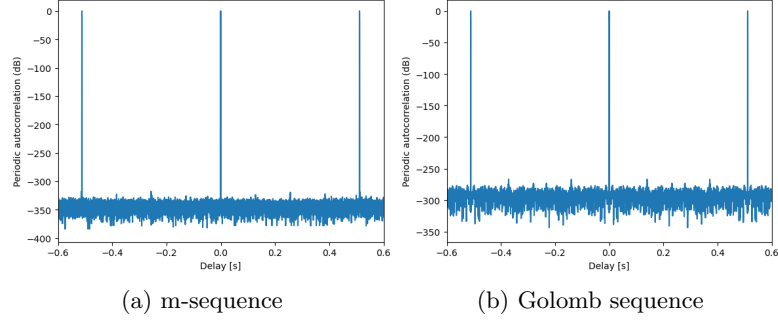 Periodic autocorrelation (dB)
0
−50
−100
−150
−200
−250
−300
−350
−400
−0.6 −0.4 −0.2 0.0 0.2 0.4 0.6
Delay [s]
(a) m-sequence
Periodic autocorrelation (dB)
0
−50
−100
−150
−200
−250
−300
−350
−0.6 −0.4 −0.2 0.0 0.2 0.4 0.6
Delay [s]
(b) Golomb sequence